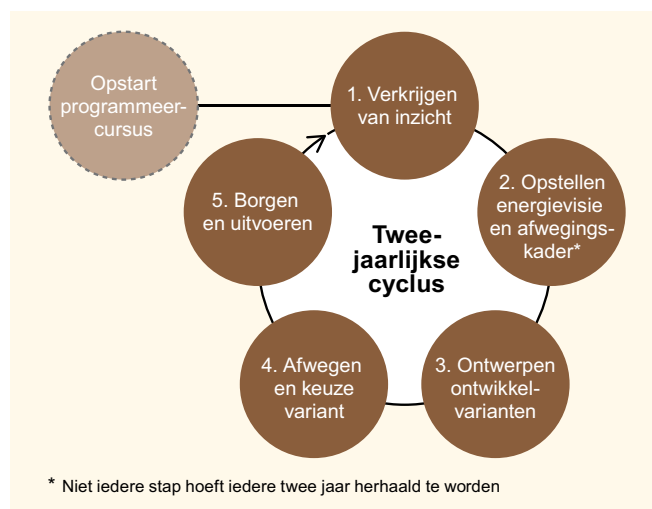 Opstart
programmeer-
cursus
1. Verkrijgen
van inzicht
2. Opstellen
energievisie
en afwegings-
kader*
3. Ontwerpen
ontwikkel-
varianten
4. Afwegen
en keuze
variant
5. Borgen
en uitvoeren
Twee-
jaarlijkse
cyclus
* Niet iedere stap hoeft iedere twee jaar herhaald te worden